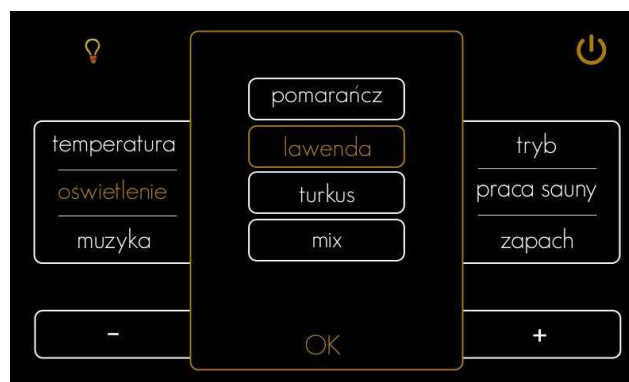 temperatura
oświetlenie
muzyka
-
pomarańcz
lawenda
turkus
mix
OK
tryb
praca sauny
zapach
+